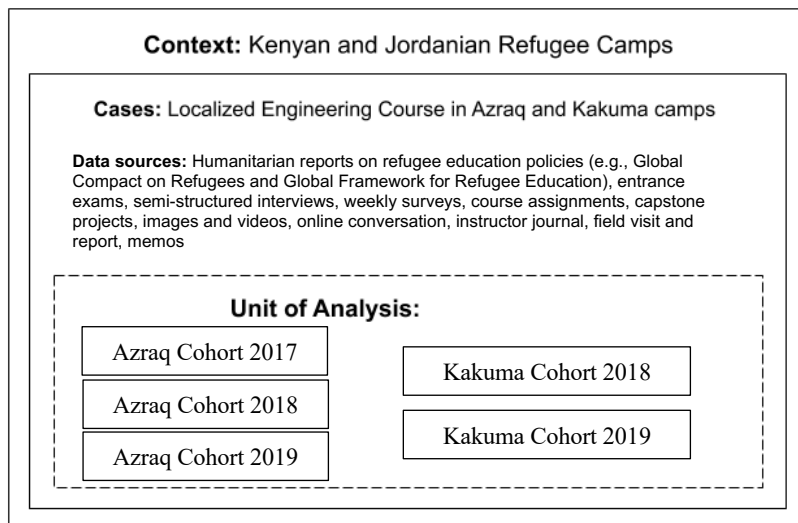 Context: Kenyan and Jordanian Refugee Camps
Cases: Localized Engineering Course in Azraq and Kakuma camps
Data sources: Humanitarian reports on refugee education policies (e.g., Global
Compact on Refugees and Global Framework for Refugee Education), entrance
exams, semi-structured interviews, weekly surveys, course assignments, capstone
projects, images and videos, online conversation, instructor journal, field visit and
report, memos
Unit of Analysis:
Azraq Cohort 2017
Azraq Cohort 2018
Azraq Cohort 2019
Kakuma Cohort 2018
Kakuma Cohort 2019